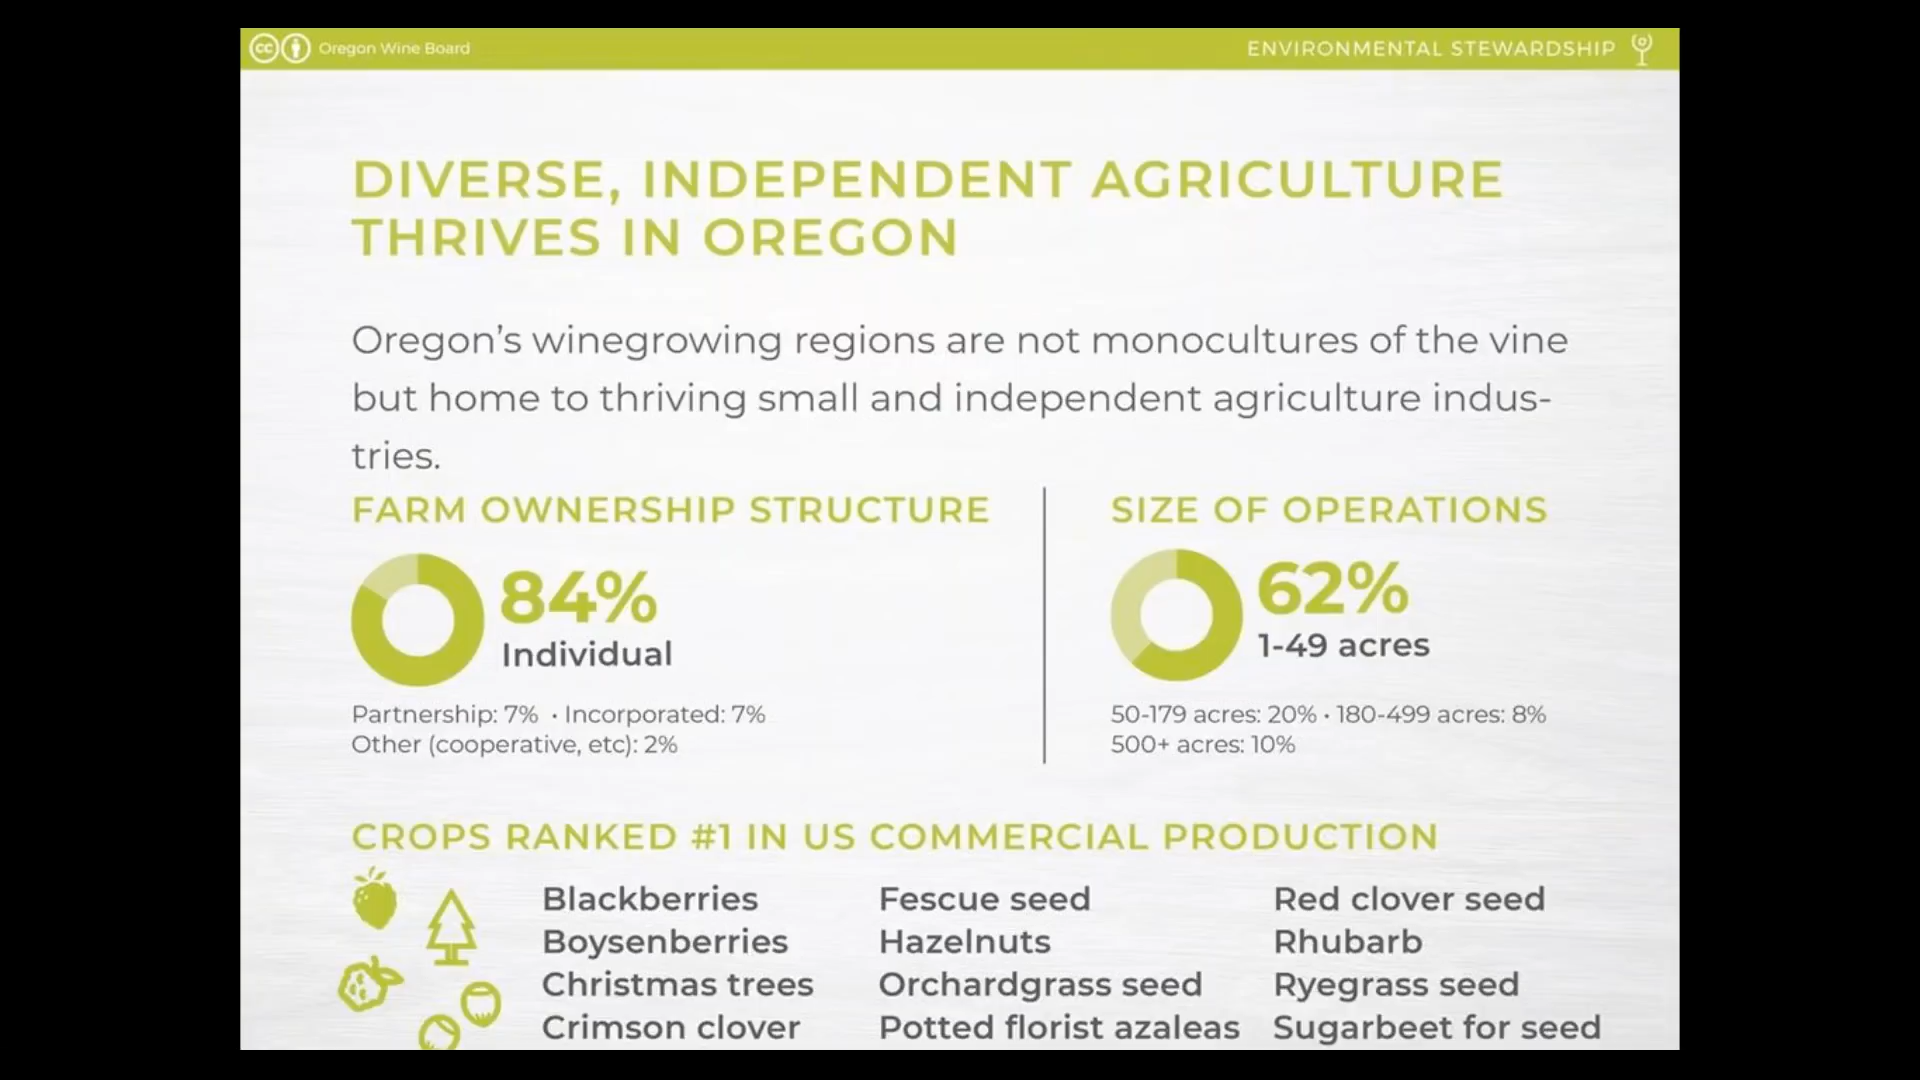 Oregon Wine Board
ENVIRONMENTAL STEWARDSHIP
DIVERSE, INDEPENDENT AGRICULTURE
THRIVES IN OREGON
Oregon’s winegrowing regions are not monocultures of the vine
but home to thriving small and independent agriculture indus-
tries.
FARM OWNERSHIP STRUCTURE
84%
Individual
Partnership: 7% • Incorporated: 7%
Other (cooperative, etc): 2%
SIZE OF OPERATIONS
62%
1-49 acres
50-179 acres: 20% • 180-499 acres: 8%
500+ acres: 10%
CROPS RANKED #1 IN US COMMERCIAL PRODUCTION
Blackberries
Boysenberries
Christmas trees
Crimson clover
Fescue seed
Hazelnuts
Orchardgrass seed
Potted florist azaleas
Red clover seed
Rhubarb
Ryegrass seed
Sugarbeet for seed